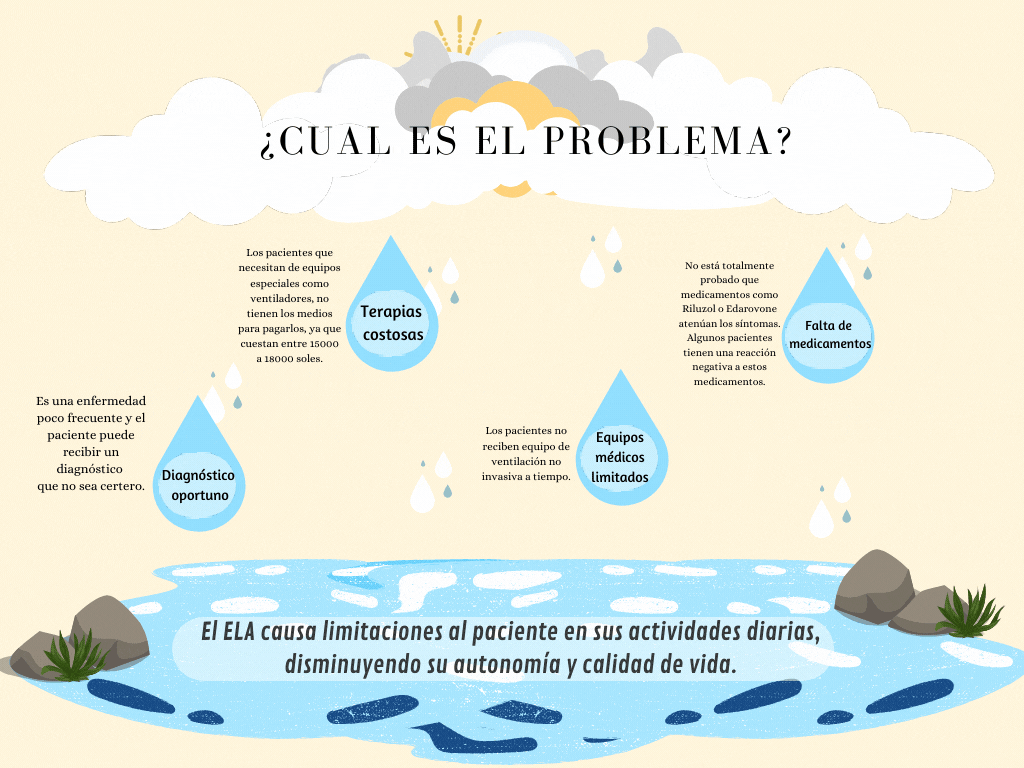 ¿CUAL ES EL PROBLEMA?
Los pacientes que
necesitan de equipos
especiales como
ventiladores, no
tienen los medios
para pagarlos, ya que
cuestan entre 15000
a 18000 soles.
Terapias
costosas
No está totalmente
probado que
medicamentos como
Riluzol o Edarovone
atenúan los síntomas.
Algunos pacientes
tienen una reacción
negativa a estos
medicamentos.
Falta de
medicamentos
Es una enfermedad
poco frecuente y el
paciente puede
recibir un
diagnóstico
que no sea certero.
Diagnóstico
oportuno
Los pacientes no
reciben equipo de
ventilación no
invasiva a tiempo.
Equipos
médicos
limitados
El ELA causa limitaciones al paciente en sus actividades diarias,
disminuyendo su autonomía y calidad de vida.